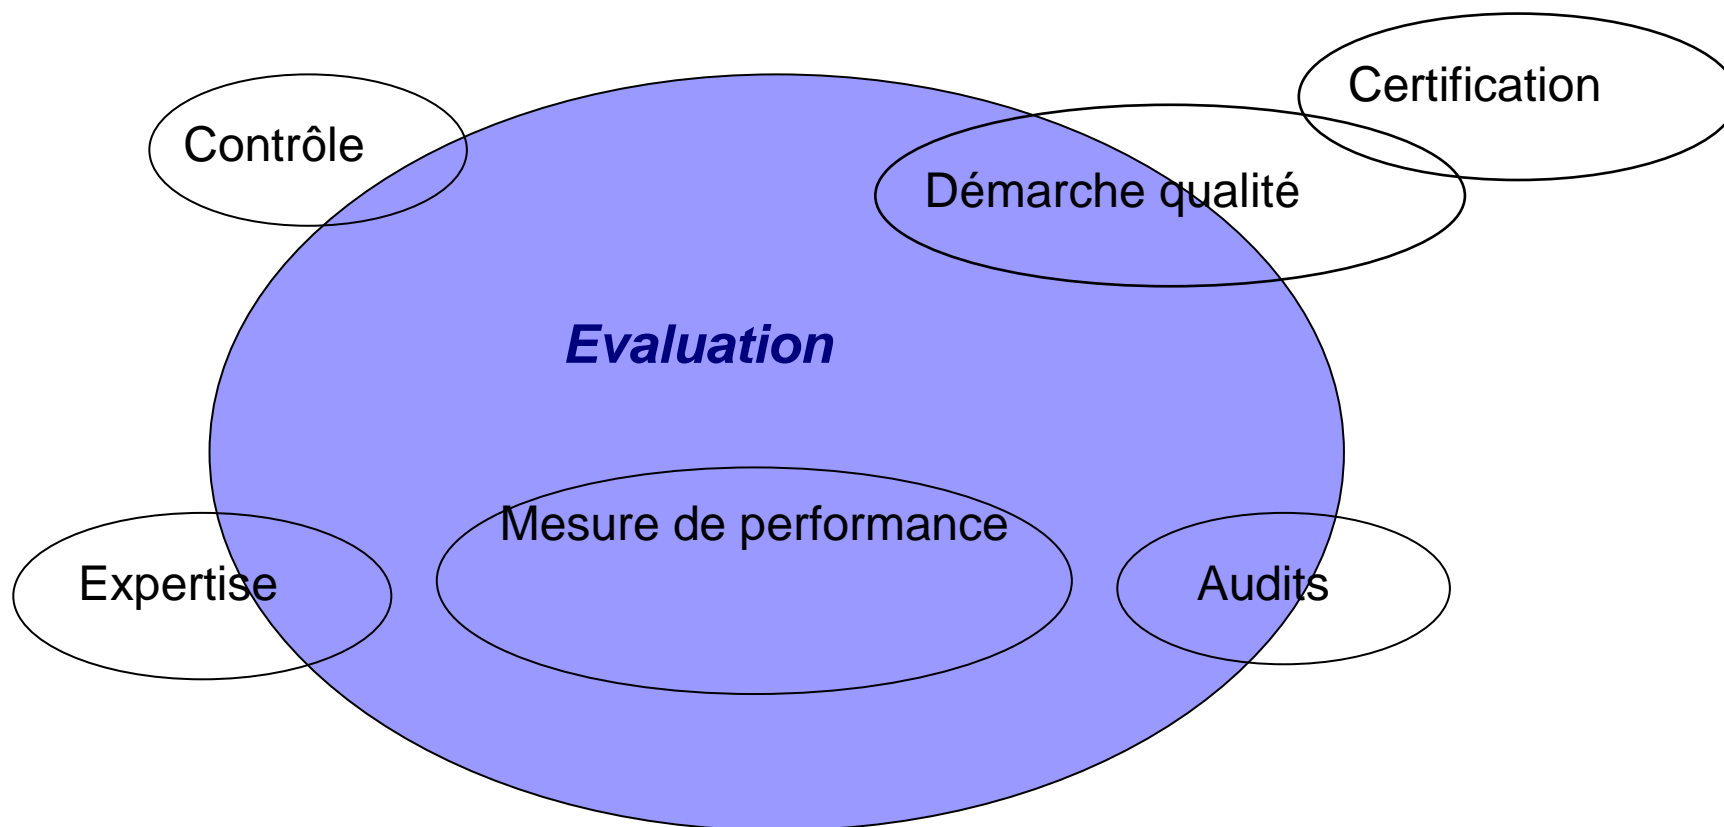 Certification
Contrôle
Démarche qualité
Evaluation
Mesure de performance
Expertise
Audits